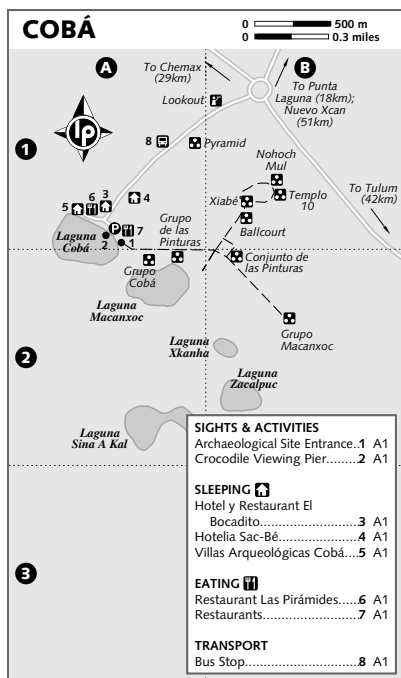 COBÁ
0 500 m
0 0.3 miles
A
B
To Chemax
(29km)
To Punta
Laguna (18km);
Nuevo Xcan
(51km)
Lookout
lp
1
8
Pyramid
Nohoch
Mul
Xiabé
Templo
10
To Tulum
(42km)
5 6 3
4
Ballcourt
P 7
Laguna
Cobá
2 1
Grupo
de las
Pinturas
Grupo
Cobá
Conjunto de
las Pinturas
Laguna
Macanxoc
Grupo
Macanxoc
2
Laguna
Xkanha
Laguna
Zacalpuc
Laguna
Sina A Kal
3
SIGHTS & ACTIVITIES
Archaeological Site Entrance..1 A1
Crocodile Viewing Pier........2 A1
SLEEPING
Hotel y Restaurant El
Bocadito....................3 A1
Hotelia Sac-Bé..................4 A1
Villas Arqueológicas Cobá....5 A1
EATING
Restaurant Las Pirámides.....6 A1
Restaurants.......................7 A1
TRANSPORT
Bus Stop...........................8 A1